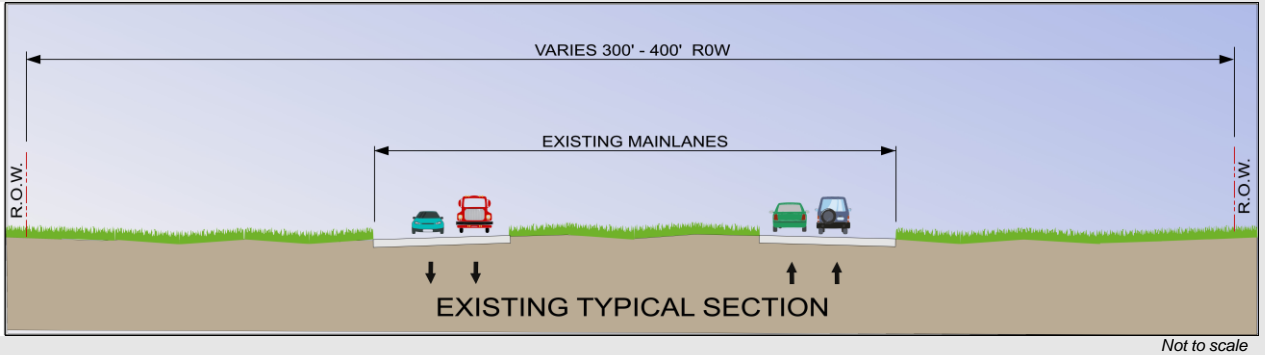 VARIES 300' - 400' R0W
EXISTING MAINLANES
R.O.W.
R.O.W.
EXISTING TYPICAL SECTION
Not to scale